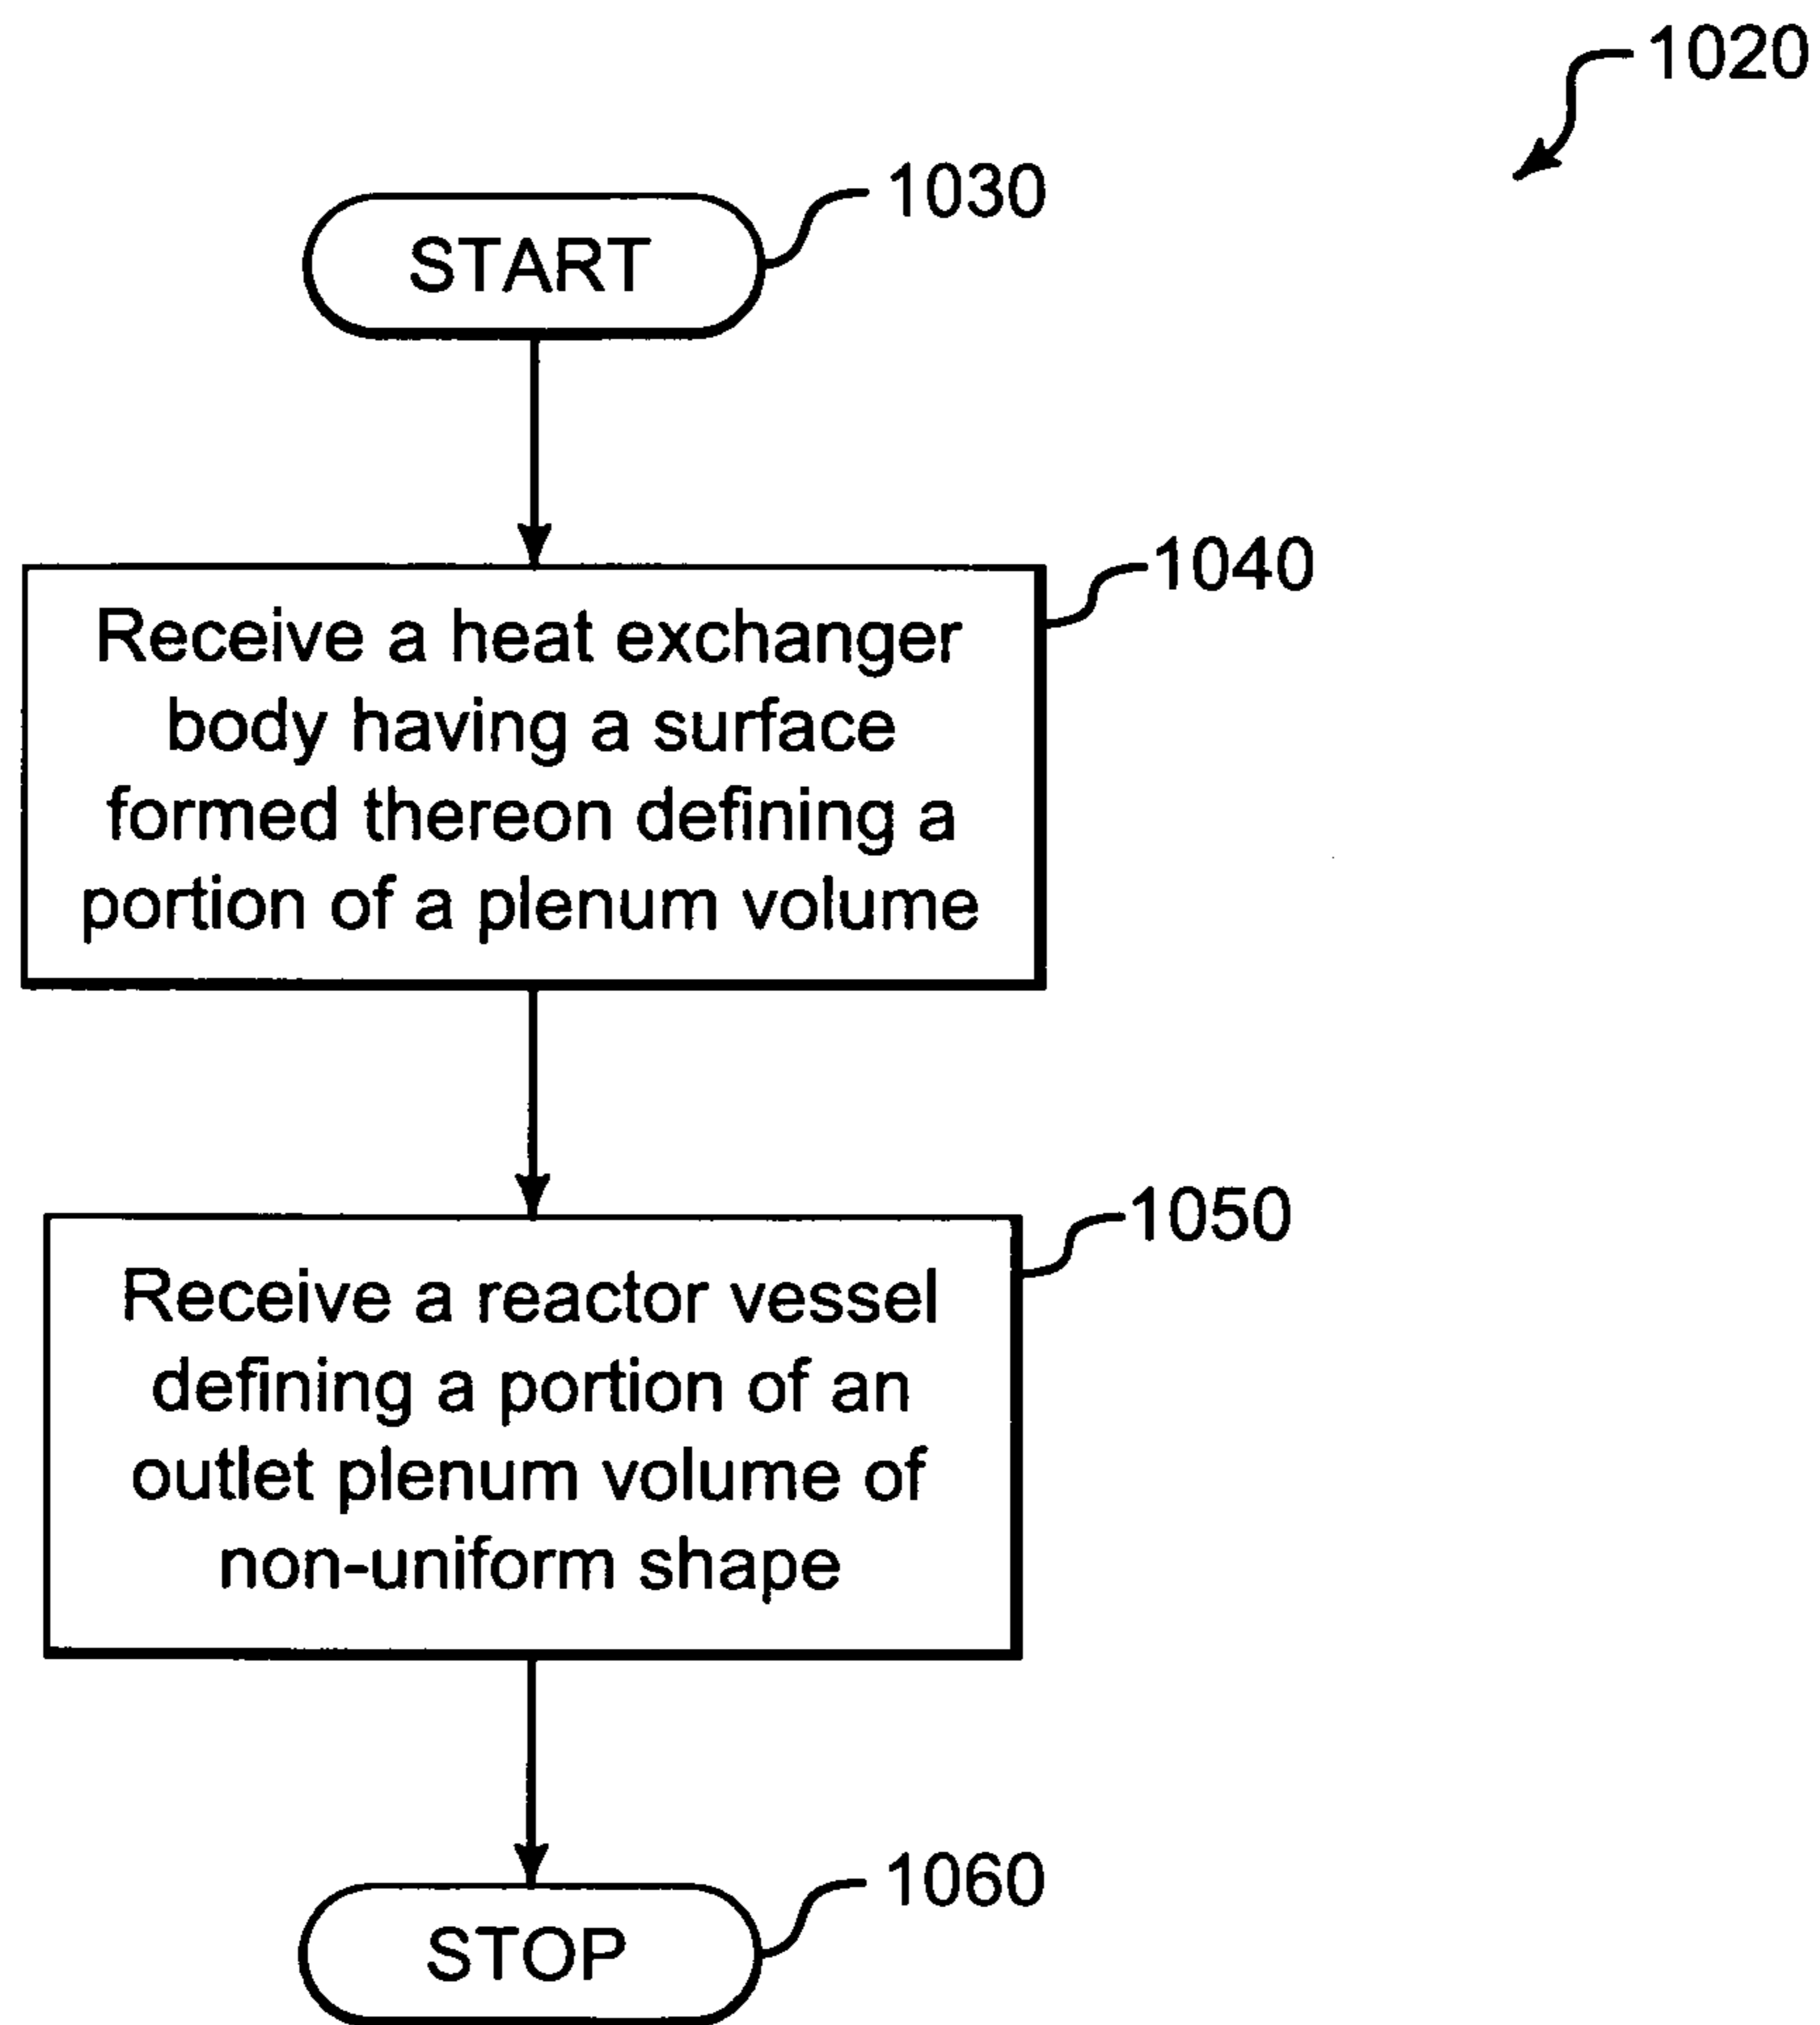 1020
1030
START
1040
Receive a heat exchanger
body having a surface
formed thereon defining a
portion of a plenum volume
1050
Receive a reactor vessel
defining a portion of an
outlet plenum volume of
non-uniform shape
1060
STOP